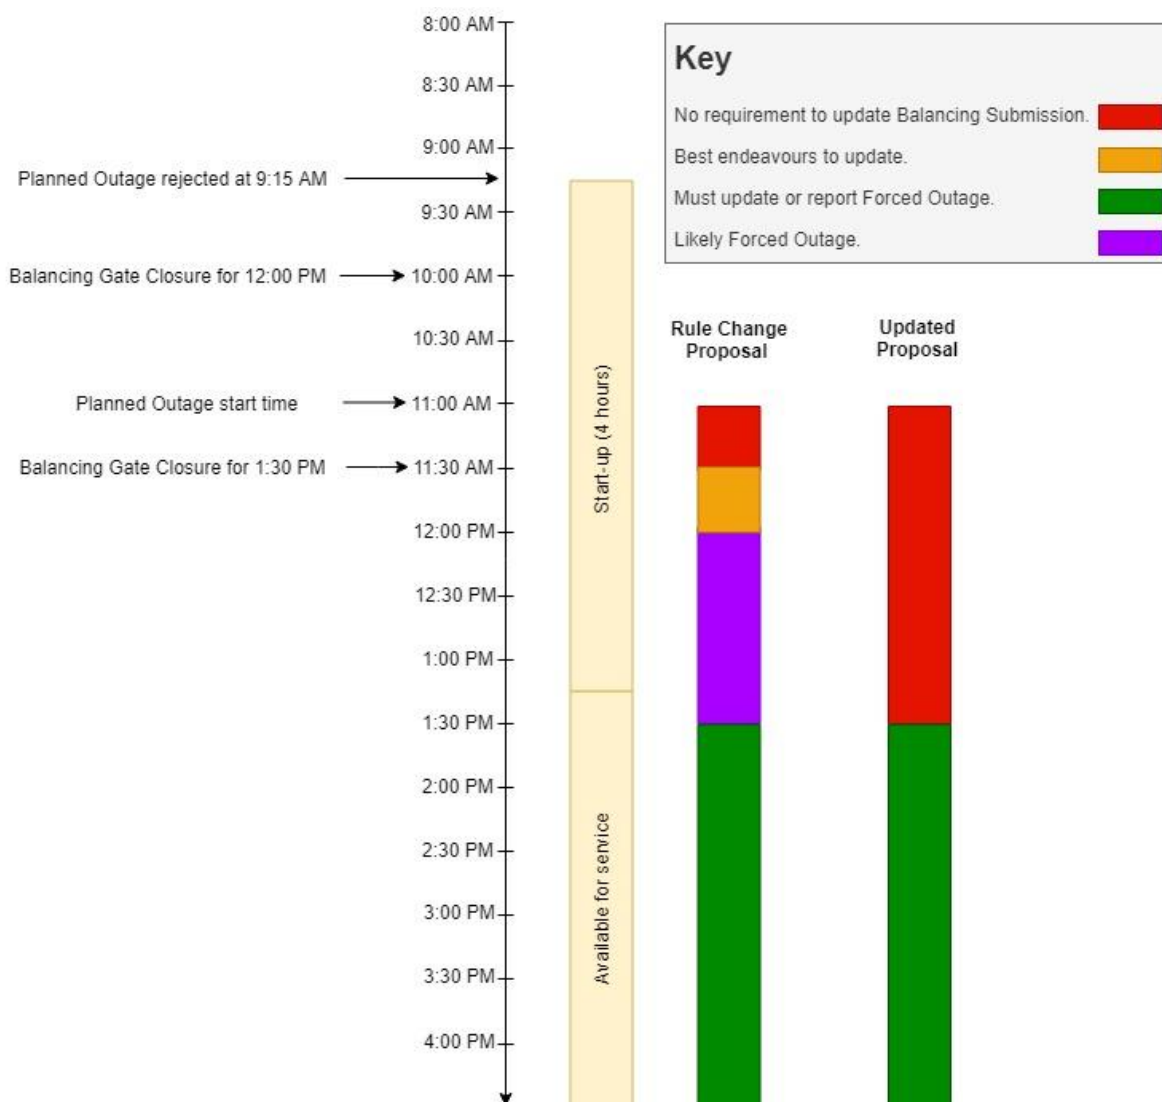 8:00 AM
Key
8:30 AM
No requirement to update Balancing Submission.
9:00 AM
Best endeavours to update.
Planned Outage rejected at 9:15 AM
Must update or report Forced Outage.
9:30 AM
Likely Forced Outage.
Balancing Gate Closure for 12:00 PM
10:00 AM
Rule Change
Proposal
Updated
Proposal
10:30 AM
Start-up (4 hours)
Planned Outage start time
11:00 AM
Balancing Gate Closure for 1:30 PM
11:30 AM
12:00 PM
12:30 PM
1:00 PM
1:30 PM
2:00 PM
2:30 PM
Available for service
3:00 PM
3:30 PM
4:00 PM